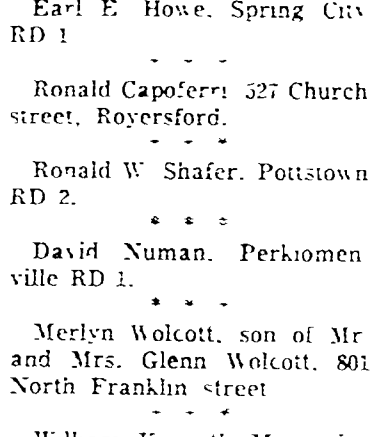 Earl E. Howe, Spring City
RD 1
* * *
Ronald Capoferri 527 Church
street, Royersford.
* * *
Ronald W. Shafer, Pottstown
RD 2.
* * *
David Numan, Perkiomen
ville RD 1.
* * *
Merlyn Wolcott, son of Mr
and Mrs. Glenn Wolcott, 801
North Franklin street
* * *